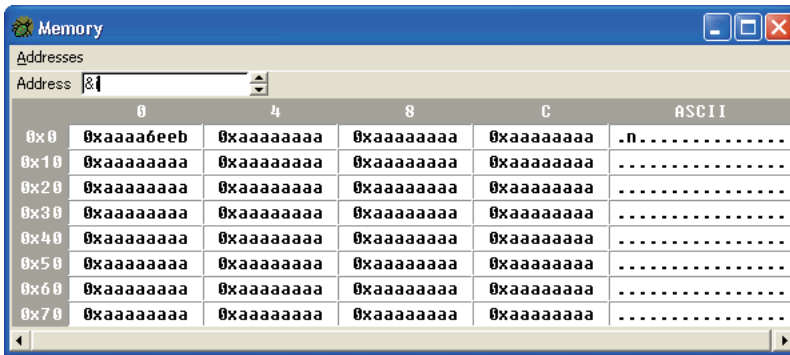 Memory
Addresses
Address &i
0 4 8 C ASCII
0x0 0xaaaa6eeb 0xaaaaaaaa 0xaaaaaaaa 0xaaaaaaaa .n..............
0x10 0xaaaaaaaa 0xaaaaaaaa 0xaaaaaaaa 0xaaaaaaaa ................
0x20 0xaaaaaaaa 0xaaaaaaaa 0xaaaaaaaa 0xaaaaaaaa ................
0x30 0xaaaaaaaa 0xaaaaaaaa 0xaaaaaaaa 0xaaaaaaaa ................
0x40 0xaaaaaaaa 0xaaaaaaaa 0xaaaaaaaa 0xaaaaaaaa ................
0x50 0xaaaaaaaa 0xaaaaaaaa 0xaaaaaaaa 0xaaaaaaaa ................
0x60 0xaaaaaaaa 0xaaaaaaaa 0xaaaaaaaa 0xaaaaaaaa ................
0x70 0xaaaaaaaa 0xaaaaaaaa 0xaaaaaaaa 0xaaaaaaaa ................